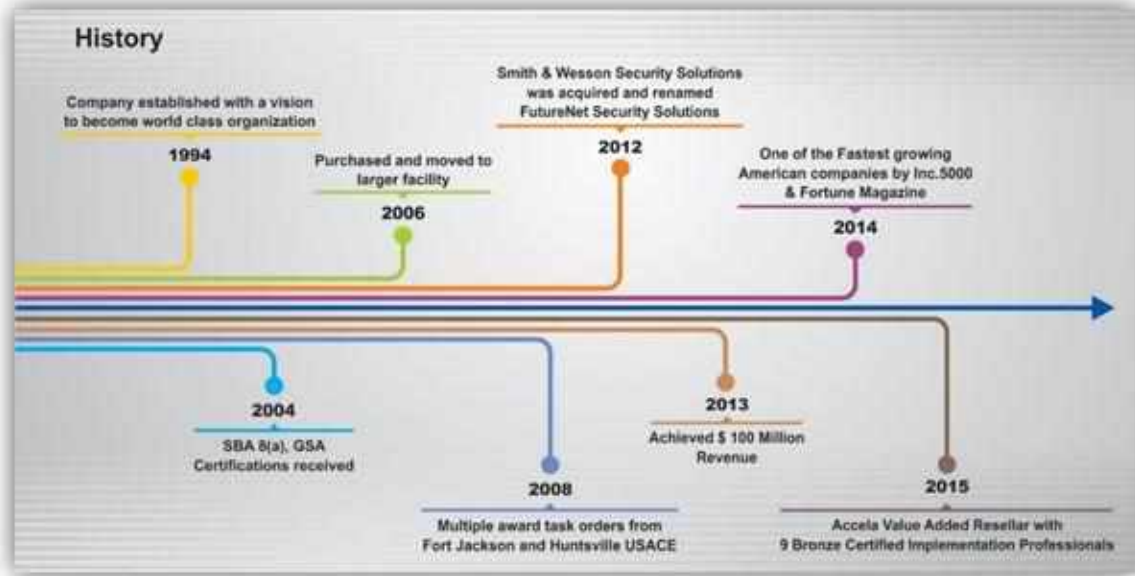 History
Company established with a vision
to become world class organization
1994
Purchased and moved to
larger facility
2006
Smith & Wesson Security Solutions
was acquired and renamed
FutureNet Security Solutions
2012
One of the Fastest growing
American companies by Inc.5000
& Fortune Magazine
2014
2004
SBA 8(a), GSA
Certifications received
2008
Multiple award task orders from
Fort Jackson and Huntsville USACE
2013
Achieved $ 100 Million
Revenue
2015
Accela Value Added Resellar with
9 Bronze Certified Implementation Professionals